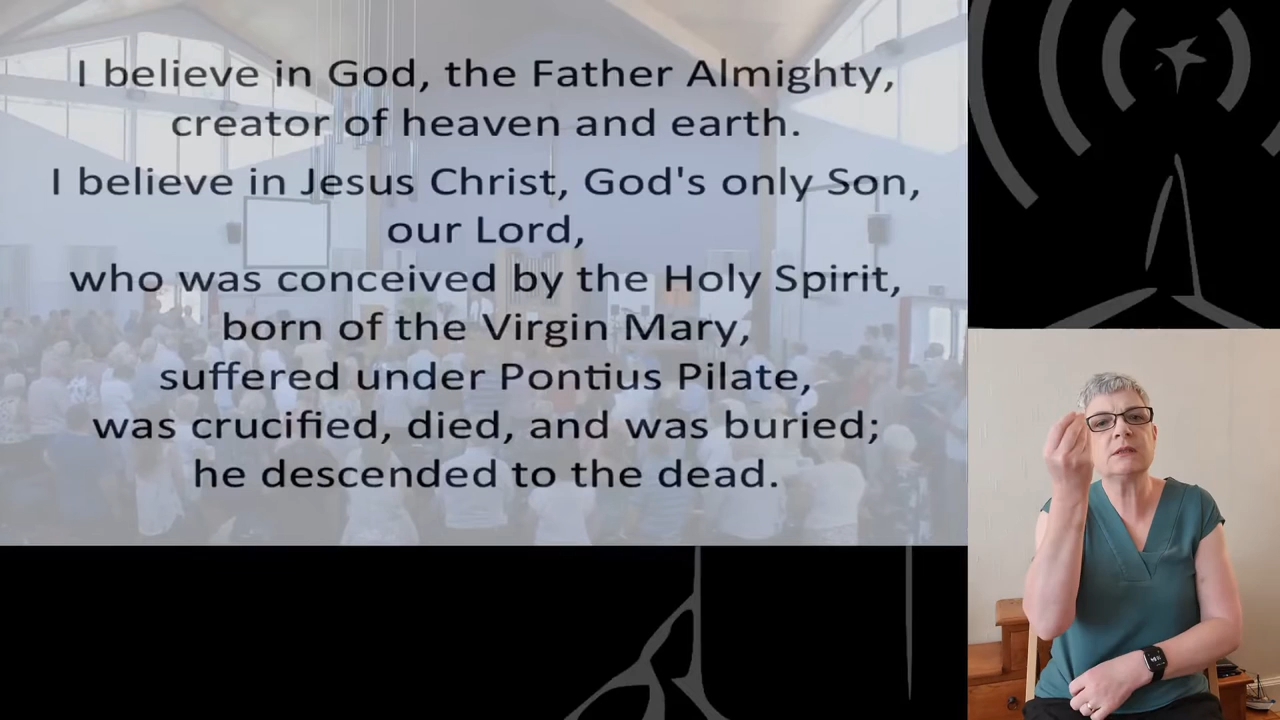 I believe in God, the Father Almighty,
creator of heaven and earth.
I believe in Jesus Christ, God's only Son,
our Lord,
who was conceived by the Holy Spirit,
born of the Virgin Mary,
suffered under Pontius Pilate,
was crucified, died, and was buried;
he descended to the dead.